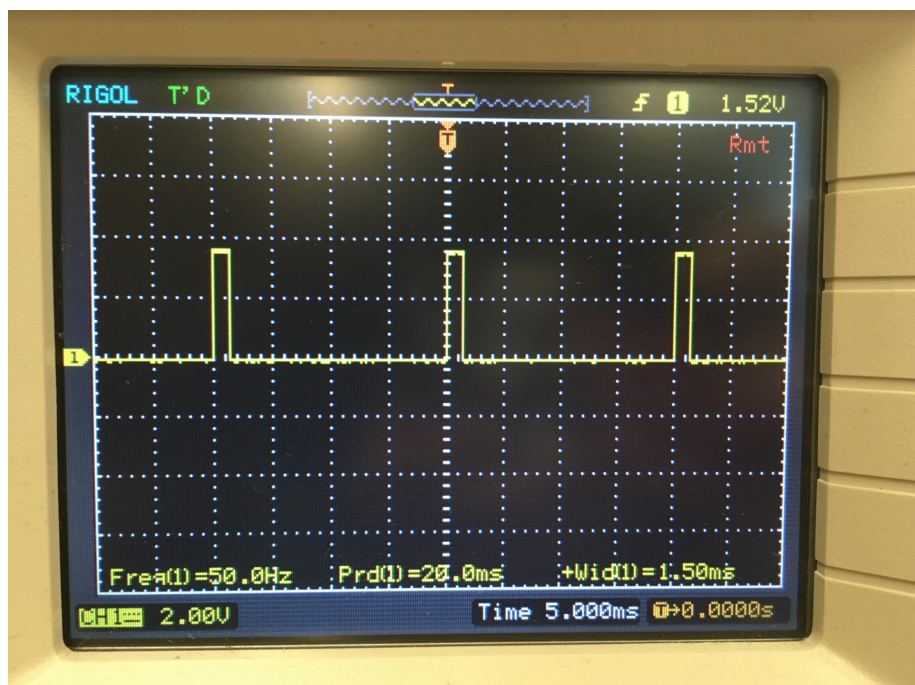 RIGOL T'D T 1 1.52V
T
Rmt
1
Freq(1)=50.0Hz Prd(1)=20.0ms +Wid(1)=1.50ms
CH1 2.00V Time 5.000ms T→0.0000s